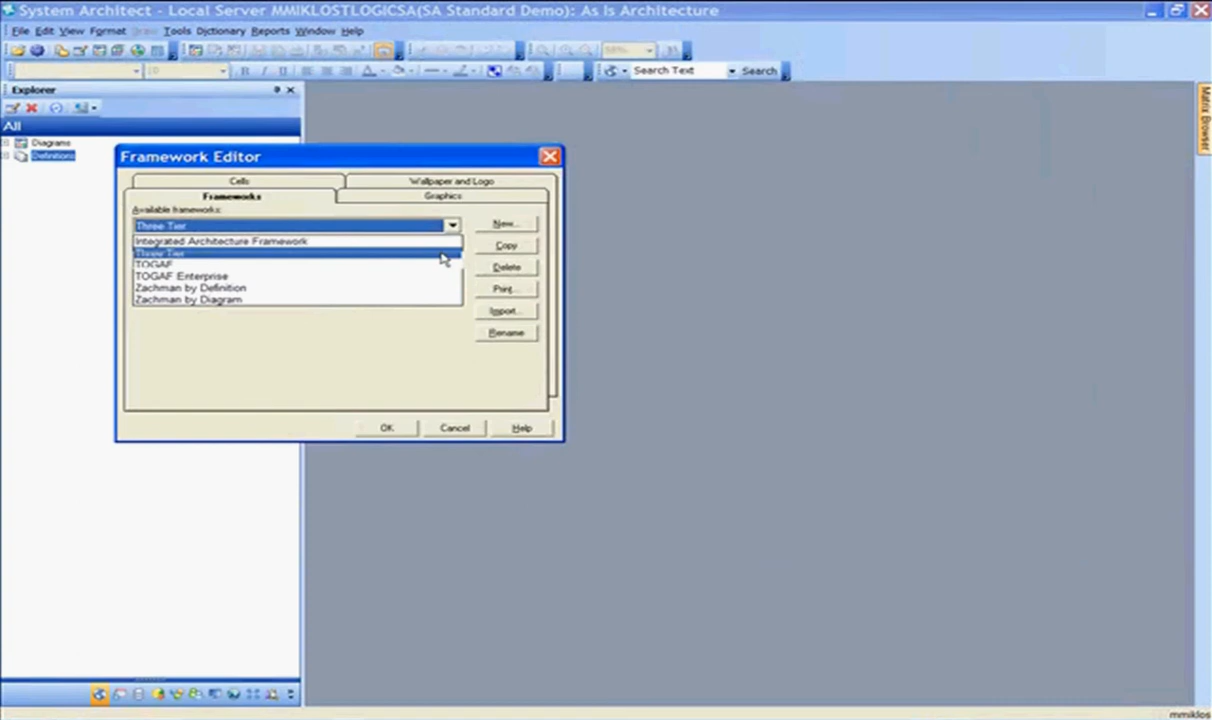 System Architect - Local Server MMIKLOSTLOGICSA(SA Standard Demo): As Is Architecture
File Edit View Format Draw Tools Dictionary Reports Window Help
58%
10
B I U
Search Text
Search
Explorer
All
Diagrams
Definitions
Matrix Browser
Framework Editor
Cells
Wallpaper and Logo
Frameworks
Graphics
Available frameworks:
Three Tier
Integrated Architecture Framework
Three Tier
TOGAF
TOGAF Enterprise
Zachman by Definition
Zachman by Diagram
New...
Copy
Delete
Print...
Import...
Rename
OK
Cancel
Help
mmiklos